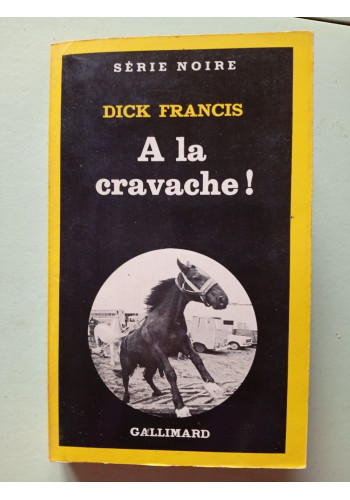 SÉRIE NOIRE
DICK FRANCIS
A la
cravache !
GALLIMARD